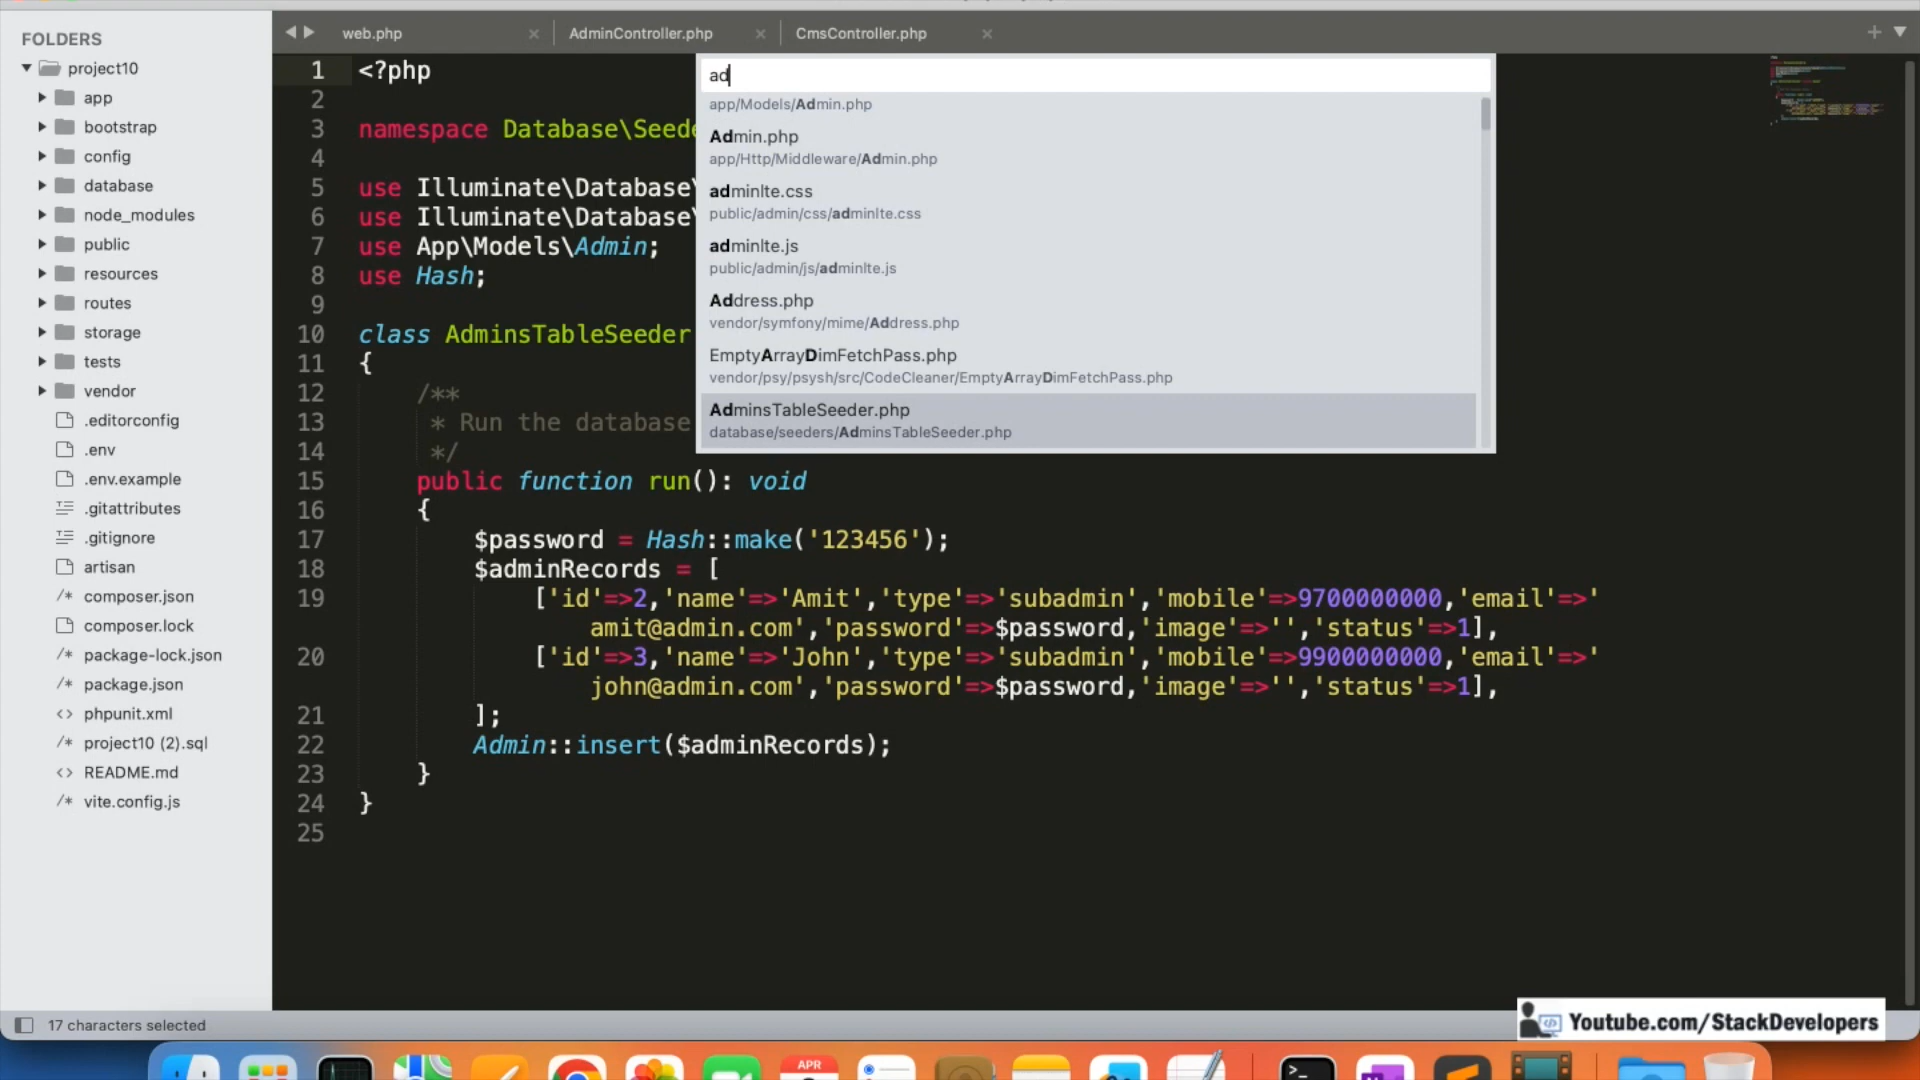 FOLDERS
project10
app
bootstrap
config
database
node_modules
public
resources
routes
storage
tests
vendor
.editorconfig
.env
.env.example
.gitattributes
.gitignore
artisan
/* composer.json
composer.lock
/* package-lock.json
/* package.json
<> phpunit.xml
/* project10 (2).sql
<> README.md
/* vite.config.js
web.php
AdminController.php
CmsController.php
ad
app/Models/Admin.php
Admin.php
app/Http/Middleware/Admin.php
adminlte.css
public/admin/css/adminlte.css
adminlte.js
public/admin/js/adminlte.js
Address.php
vendor/symfony/mime/Address.php
EmptyArrayDimFetchPass.php
vendor/psy/psysh/src/CodeCleaner/EmptyArrayDimFetchPass.php
AdminsTableSeeder.php
database/seeders/AdminsTableSeeder.php
1 <?php
2
3 namespace Database\Seede
4
5 use Illuminate\Database\
6 use Illuminate\Database\
7 use App\Models\Admin;
8 use Hash;
9
10 class AdminsTableSeeder
11 {
12 /**
13 * Run the database
14 */
15 public function run(): void
16 {
17 $password = Hash::make('123456');
18 $adminRecords = [
19 ['id'=>2,'name'=>'Amit','type'=>'subadmin','mobile'=>9700000000,'email'=>'
amit@admin.com','password'=>$password,'image'=>'','status'=>1],
20 ['id'=>3,'name'=>'John','type'=>'subadmin','mobile'=>9900000000,'email'=>'
john@admin.com','password'=>$password,'image'=>'','status'=>1],
21 ];
22 Admin::insert($adminRecords);
23 }
24 }
25
17 characters selected
Youtube.com/StackDevelopers
APR